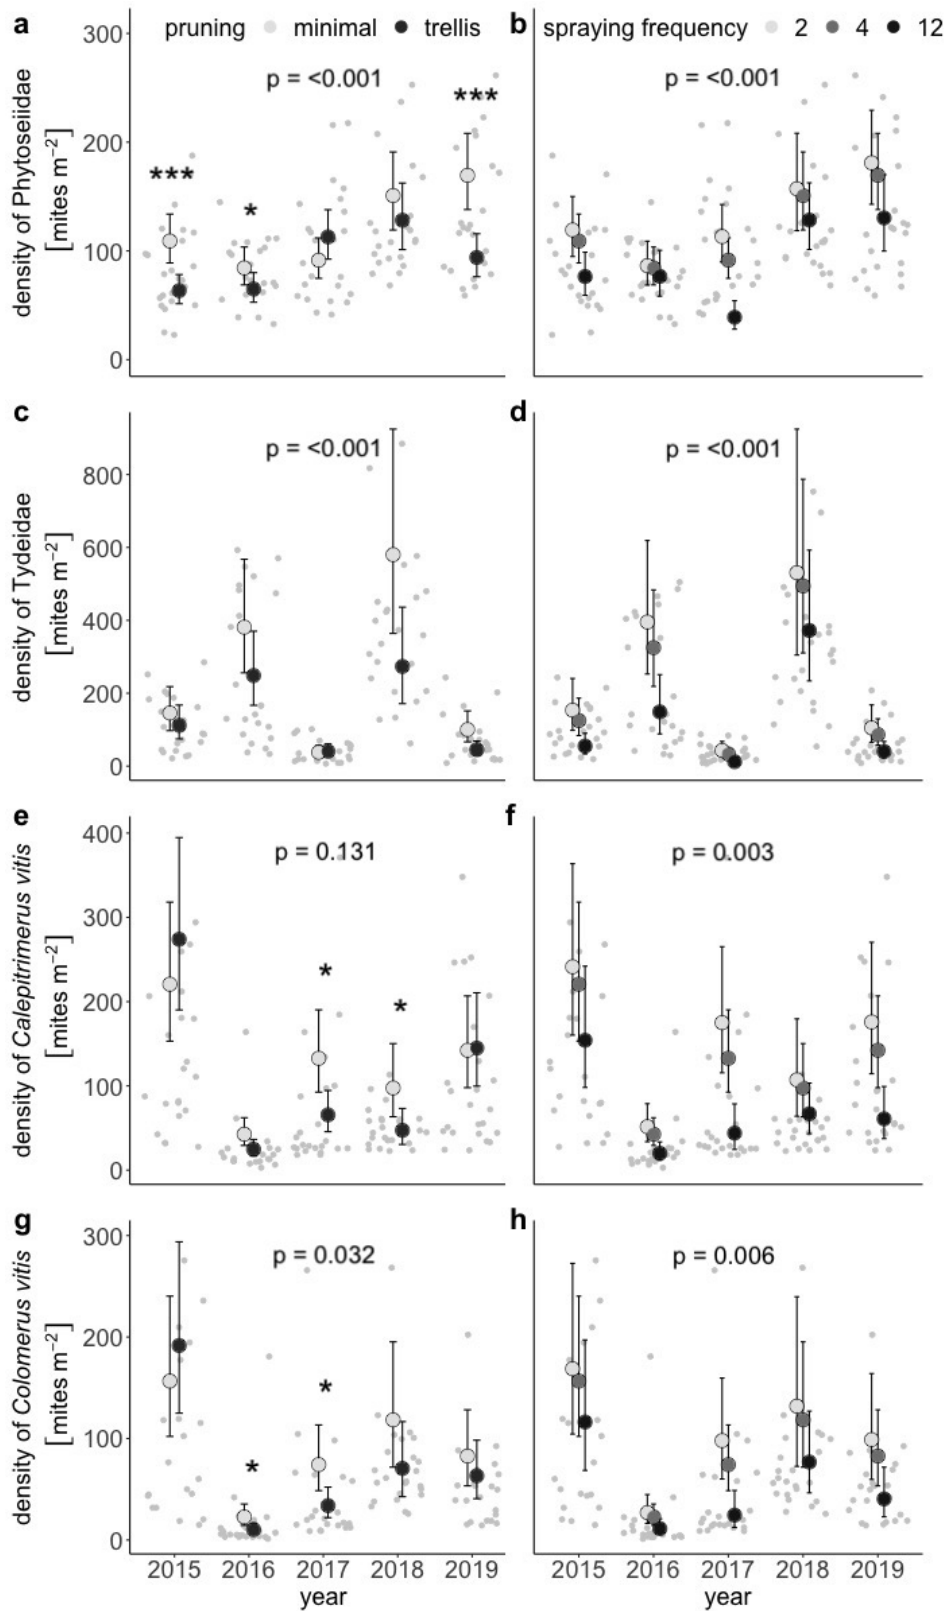 a
pruning minimal trellis
b
spraying frequency 2 4 12
density of Phytoseiidae
[mites m−2]
300
200
100
0
p = <0.001
***
*
***
p = <0.001
c
d
density of Tydeidae
[mites m−2]
800
600
400
200
0
p = <0.001
p = <0.001
e
f
density of Calepitrimerus vitis
[mites m−2]
400
300
200
100
0
p = 0.131
*
*
p = 0.003
g
h
density of Colomerus vitis
[mites m−2]
300
200
100
0
p = 0.032
*
*
p = 0.006
2015 2016 2017 2018 2019
year
2015 2016 2017 2018 2019
year